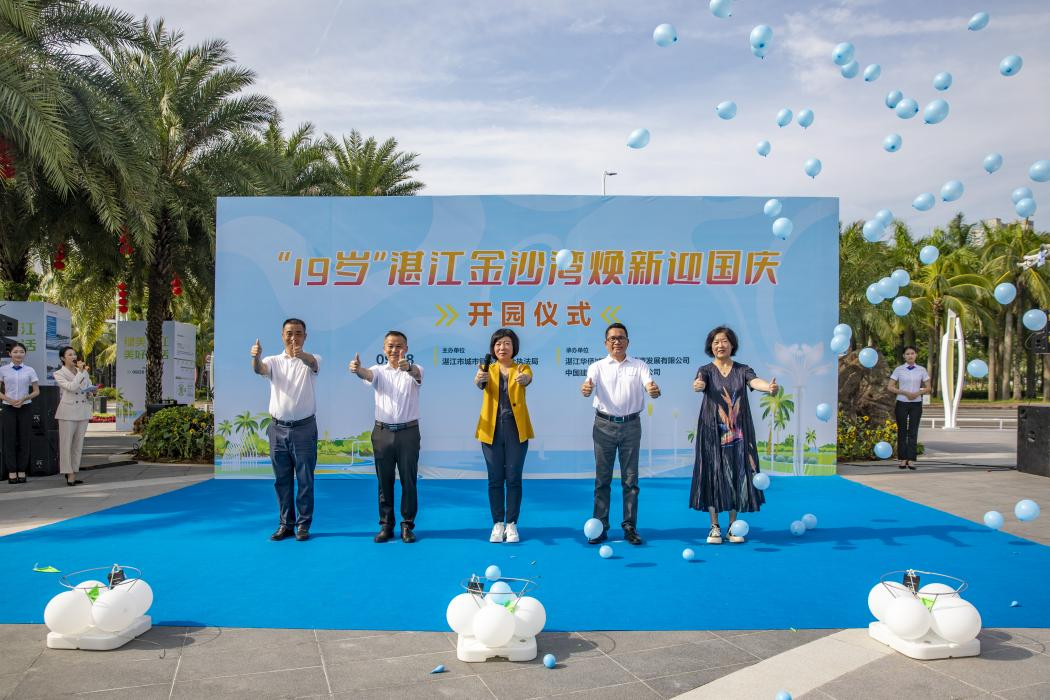 “19岁”湛江金沙湾焕新迎国庆
开园仪式
主办单位
湛江市城市管
执法局
承办单位
湛江华侨
发展有限公司
中国建
公司